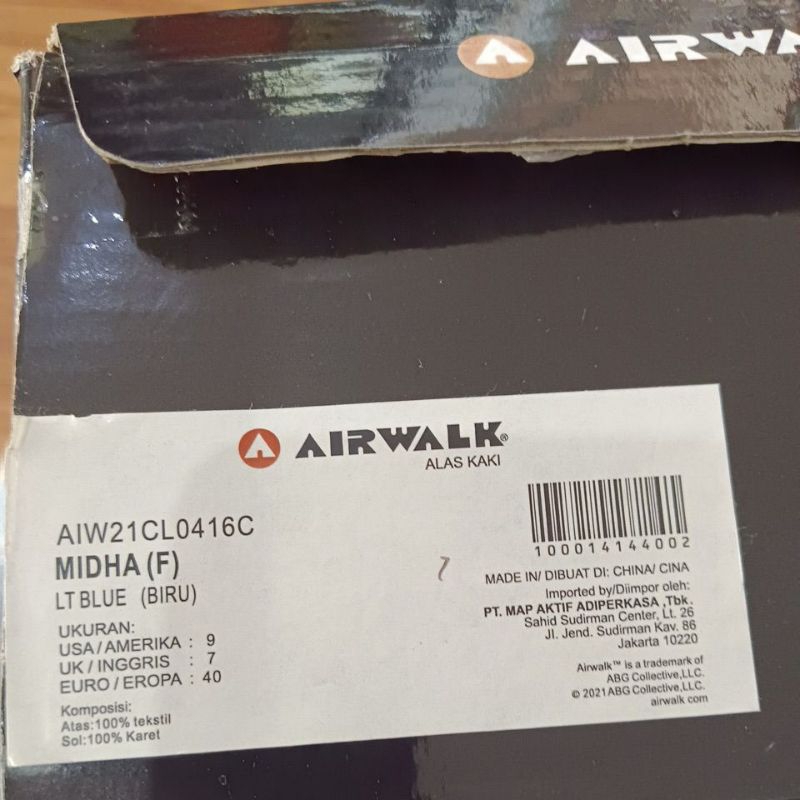 AIRWA
AIRWALK®
ALAS KAKI
AIW21CL0416C
MIDHA (F)
LT BLUE (BIRU)
UKURAN:
USA / AMERIKA : 9
UK / INGGRIS : 7
EURO / EROPA : 40
Komposisi:
Atas:100% tekstil
Sol:100% Karet
100014144002
MADE IN/ DIBUAT DI: CHINA/ CINA
Imported by/Diimpor oleh:
PT. MAP AKTIF ADIPERKASA ,Tbk.
Sahid Sudirman Center, Lt. 26
Jl. Jend. Sudirman Kav. 86
Jakarta 10220
Airwalk™ is a trademark of
ABG Collective,LLC.
© 2021 ABG Collective,LLC.
airwalk com